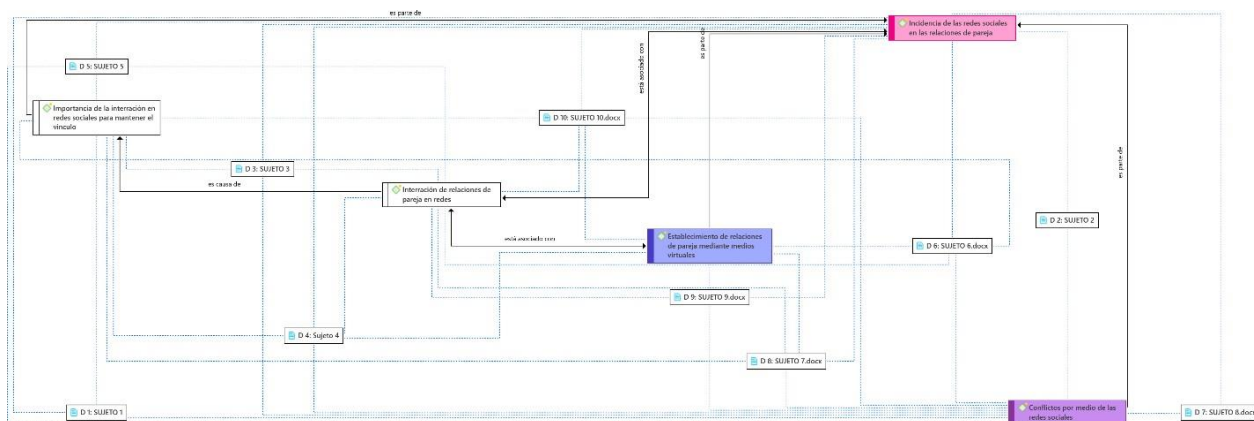 es parte de
Incidencia de las redes sociales
en las relaciones de pareja
está asociado con
es parte de
D 5: SUJETO 5
Importancia de la interración en
redes sociales para mantener el
vínculo
D 10: SUJETO 10.docx
es parte de
D 3: SUJETO 3
es causa de
Interración de relaciones de
pareja en redes
D 2: SUJETO 2
está asociado con
Establecimiento de relaciones
de pareja mediante medios
virtuales
D 6: SUJETO 6.docx
D 9: SUJETO 9.docx
D 4: Sujeto 4
D 8: SUJETO 7.docx
D 1: SUJETO 1
Conflictos por medio de las
redes sociales
D 7: SUJETO 8.docx